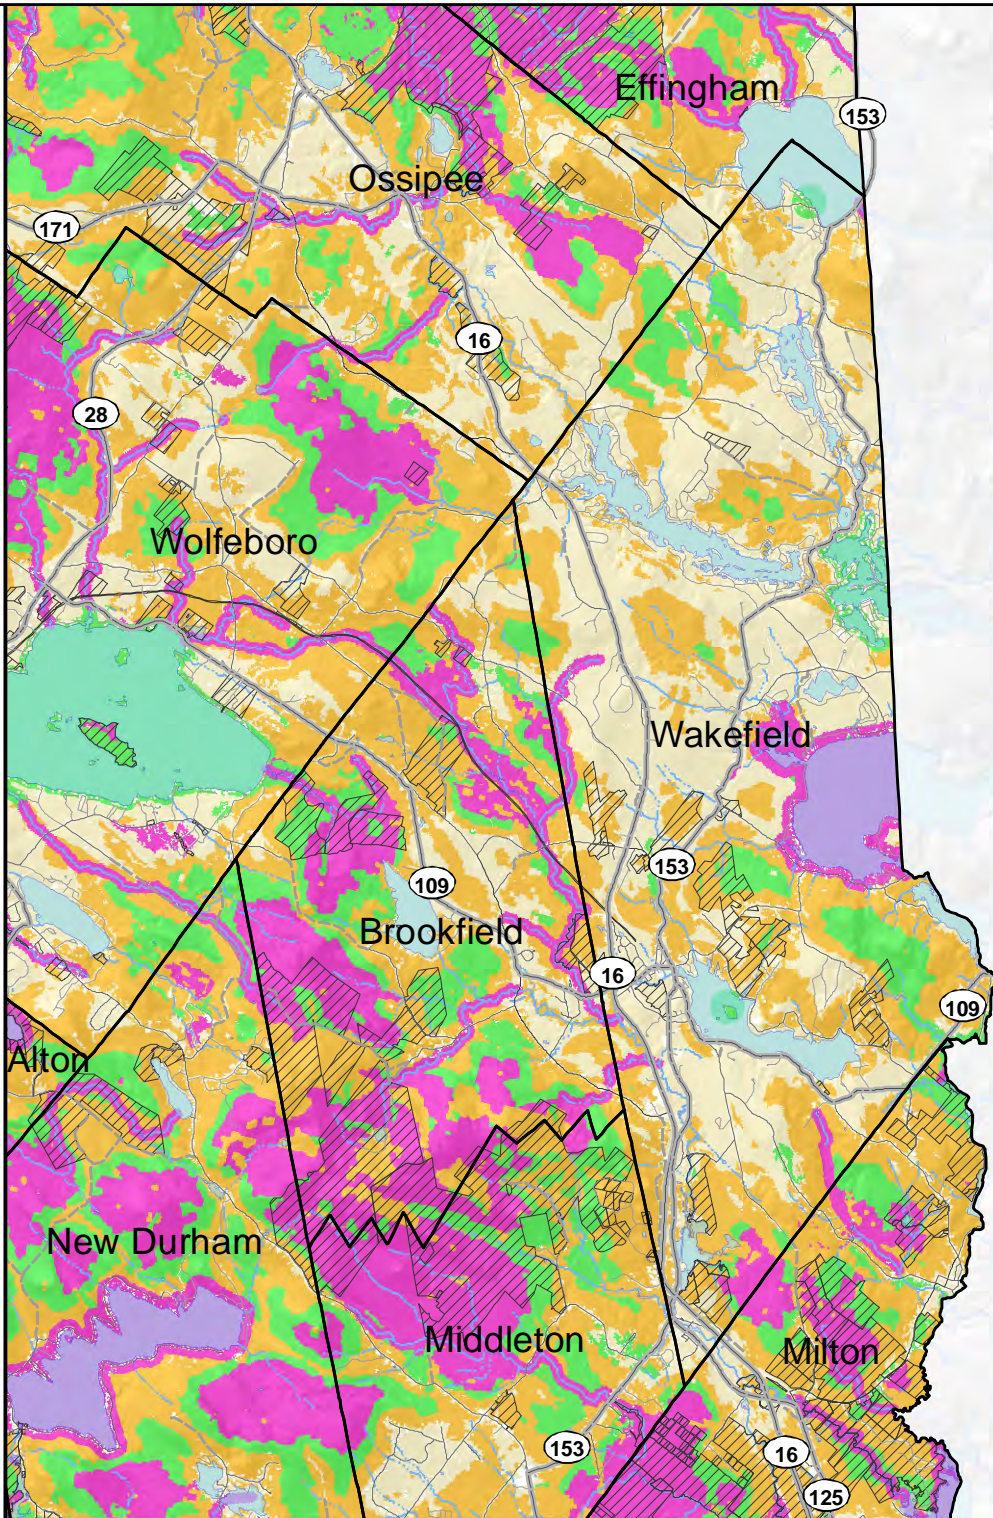 Effingham
153
Ossipee
171
16
28
Wolfeboro
Wakefield
153
109
Brookfield
16
109
Alton
New Durham
Middleton
Milton
153
16
125